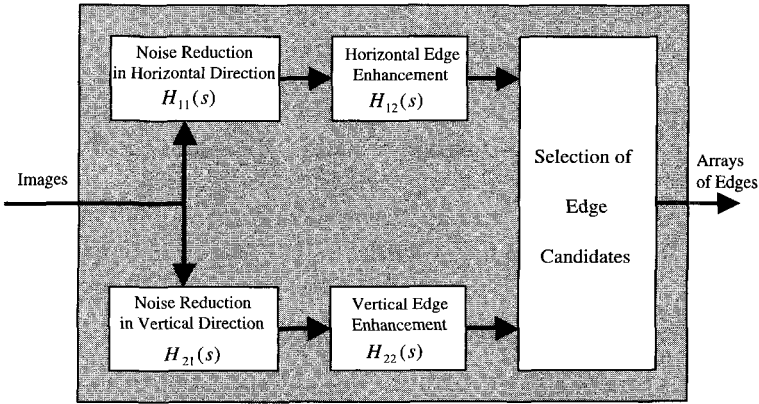 Noise Reduction
in Horizontal Direction
H₁₁(s)
Horizontal Edge
Enhancement
H₁₂(s)
Images
Selection of
Edge
Candidates
Arrays
of Edges
Noise Reduction
in Vertical Direction
H₂₁(s)
Vertical Edge
Enhancement
H₂₂(s)